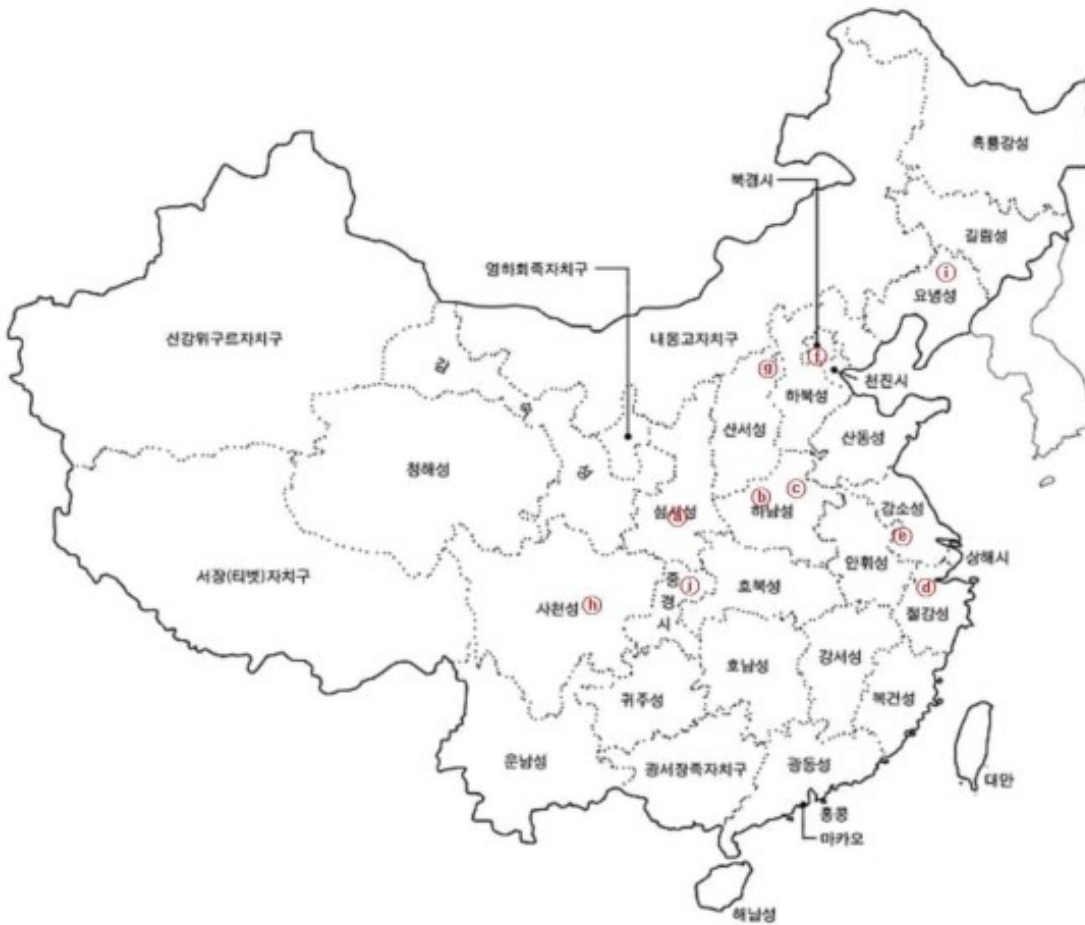 흑룡강성
북경시
길림성
ⓘ
요녕성
영하회족자치구
신강위구르자치구
내몽고자치구
ⓕ
ⓖ
천진시
하북성
감
숙
성
산서성
산동성
청해성
ⓒ
ⓑ
하남성
강소성
섬서성
ⓐ
ⓔ
상해시
안휘성
서장(티벳)자치구
ⓓ
절강성
사천성
ⓗ
중
경
시
ⓙ
호북성
호남성
강서성
귀주성
복건성
운남성
광서장족자치구
광동성
대만
홍콩
마카오
해남성